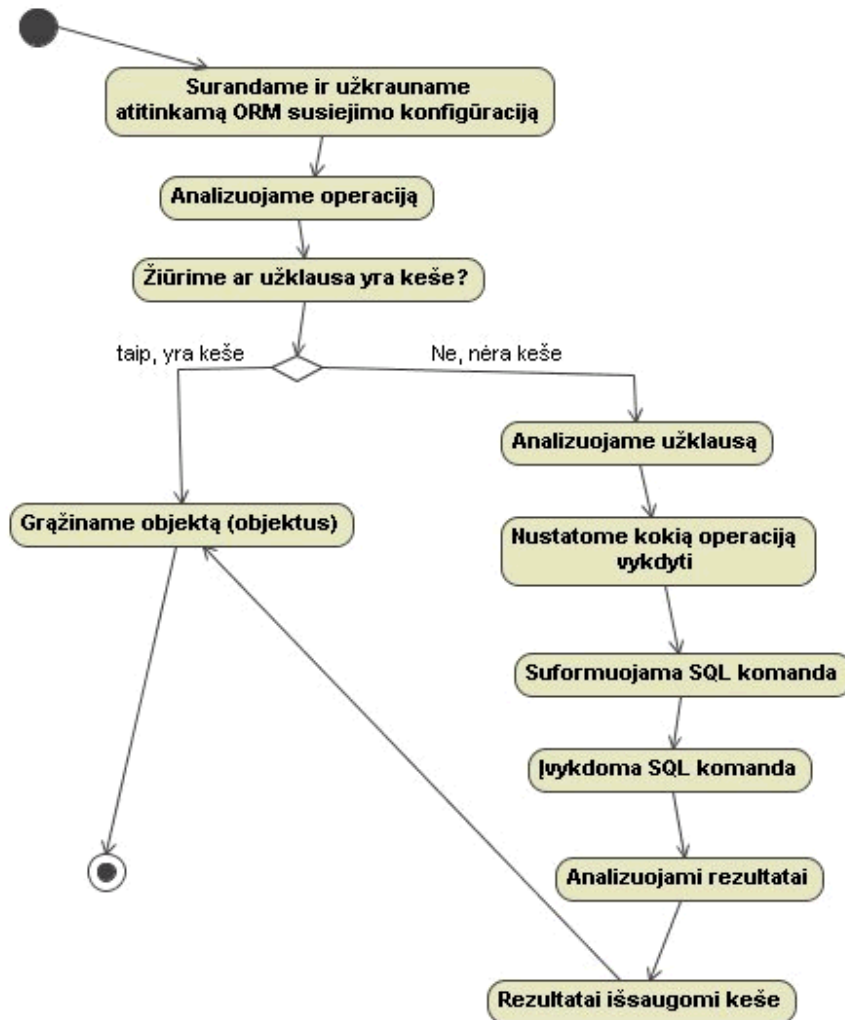 Surandame ir užkrauname
atitinkamą ORM susiejimo konfigūraciją
Analizuojame operaciją
Žiūrime ar užklausa yra keše?
taip, yra keše
Ne, nėra keše
Analizuojame užklausą
Grąžiname objektą (objektus)
Nustatome kokią operaciją
vykdyti
Suformuojama SQL komanda
Įvykdoma SQL komanda
Analizuojami rezultatai
Rezultatai išsaugomi keše